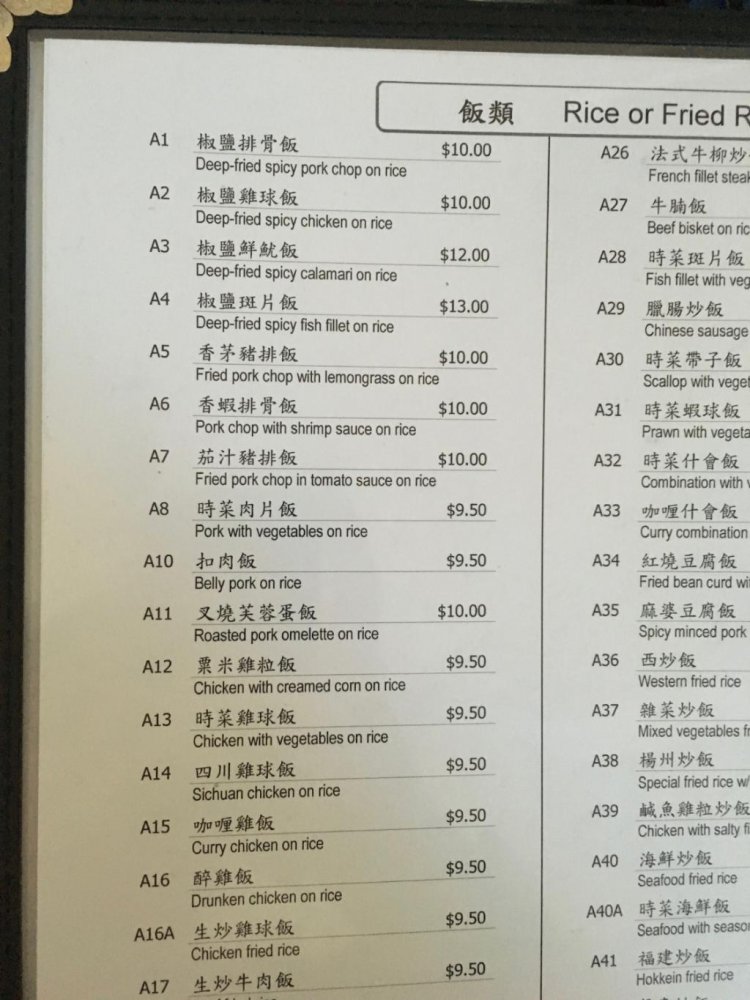 飯類 Rice or Fried R
A1 椒鹽排骨飯 $10.00
Deep-fried spicy pork chop on rice
A2 椒鹽雞球飯 $10.00
Deep-fried spicy chicken on rice
A3 椒鹽鮮魷飯 $12.00
Deep-fried spicy calamari on rice
A4 椒鹽斑片飯 $13.00
Deep-fried spicy fish fillet on rice
A5 香茅豬排飯 $10.00
Fried pork chop with lemongrass on rice
A6 香蝦排骨飯 $10.00
Pork chop with shrimp sauce on rice
A7 茄汁豬排飯 $10.00
Fried pork chop in tomato sauce on rice
A8 時菜肉片飯 $9.50
Pork with vegetables on rice
A10 扣肉飯 $9.50
Belly pork on rice
A11 叉燒芙蓉蛋飯 $10.00
Roasted pork omelette on rice
A12 粟米雞粒飯 $9.50
Chicken with creamed corn on rice
A13 時菜雞球飯 $9.50
Chicken with vegetables on rice
A14 四川雞球飯 $9.50
Sichuan chicken on rice
A15 咖喱雞飯 $9.50
Curry chicken on rice
A16 醉雞飯 $9.50
Drunken chicken on rice
A16A 生炒雞球飯 $9.50
Chicken fried rice
A17 生炒牛肉飯 $9.50
A26 法式牛柳炒
French fillet steak
A27 牛腩飯
Beef bisket on ric
A28 時菜斑片飯
Fish fillet with veg
A29 臘腸炒飯
Chinese sausage
A30 時菜帶子飯
Scallop with veget
A31 時菜蝦球飯
Prawn with vegeta
A32 時菜什會飯
Combination with v
A33 咖喱什會飯
Curry combination
A34 紅燒豆腐飯
Fried bean curd wi
A35 麻婆豆腐飯
Spicy minced pork
A36 西炒飯
Western fried rice
A37 雜菜炒飯
Mixed vegetables fr
A38 楊州炒飯
Special fried rice w/
A39 鹹魚雞粒炒飯
Chicken with salty fi
A40 海鮮炒飯
Seafood fried rice
A40A 時菜海鮮飯
Seafood with seaso
A41 福建炒飯
Hokkein fried rice